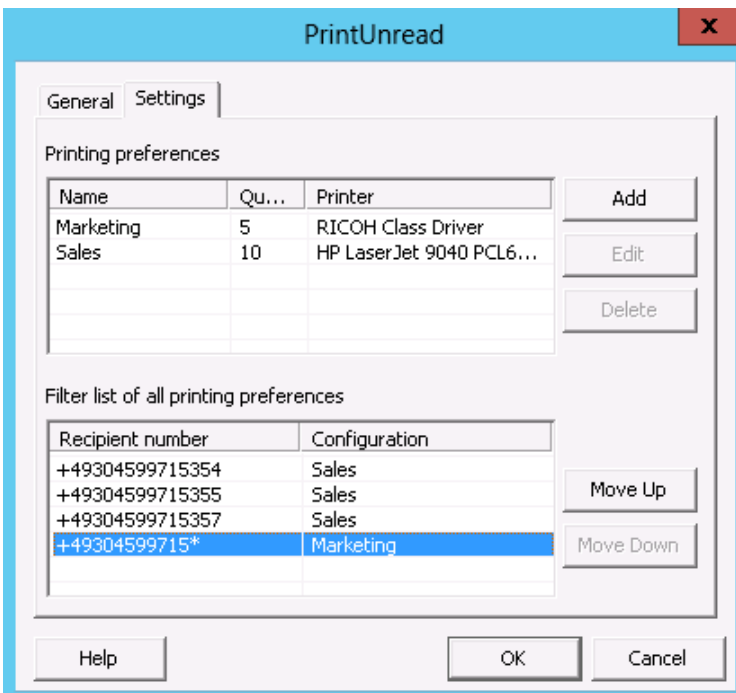 PrintUnread
x
General Settings
Printing preferences
Name Qu... Printer
Marketing 5 RICOH Class Driver
Sales 10 HP LaserJet 9040 PCL6...
Add
Edit
Delete
Filter list of all printing preferences
Recipient number Configuration
+49304599715354 Sales
+49304599715355 Sales
+49304599715357 Sales
+49304599715* Marketing
Move Up
Move Down
Help OK Cancel